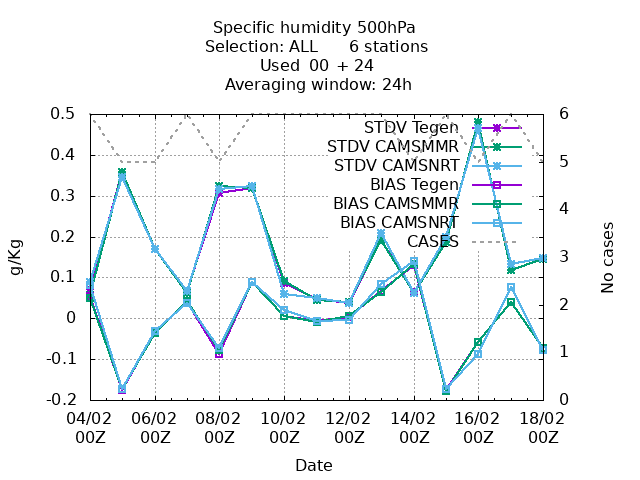 Specific humidity 500hPa
Selection: ALL 6 stations
Used 00 + 24
Averaging window: 24h
0.5
0.4
0.3
0.2
0.1
0
-0.1
-0.2
g/Kg
STDV Tegen
STDV CAMSMMR
STDV CAMSNRT
BIAS Tegen
BIAS CAMSMMR
BIAS CAMSNRT
CASES
6
5
4
3
2
1
0
No cases
04/02 06/02 08/02 10/02 12/02 14/02 16/02 18/02
00Z 00Z 00Z 00Z 00Z 00Z 00Z 00Z
Date